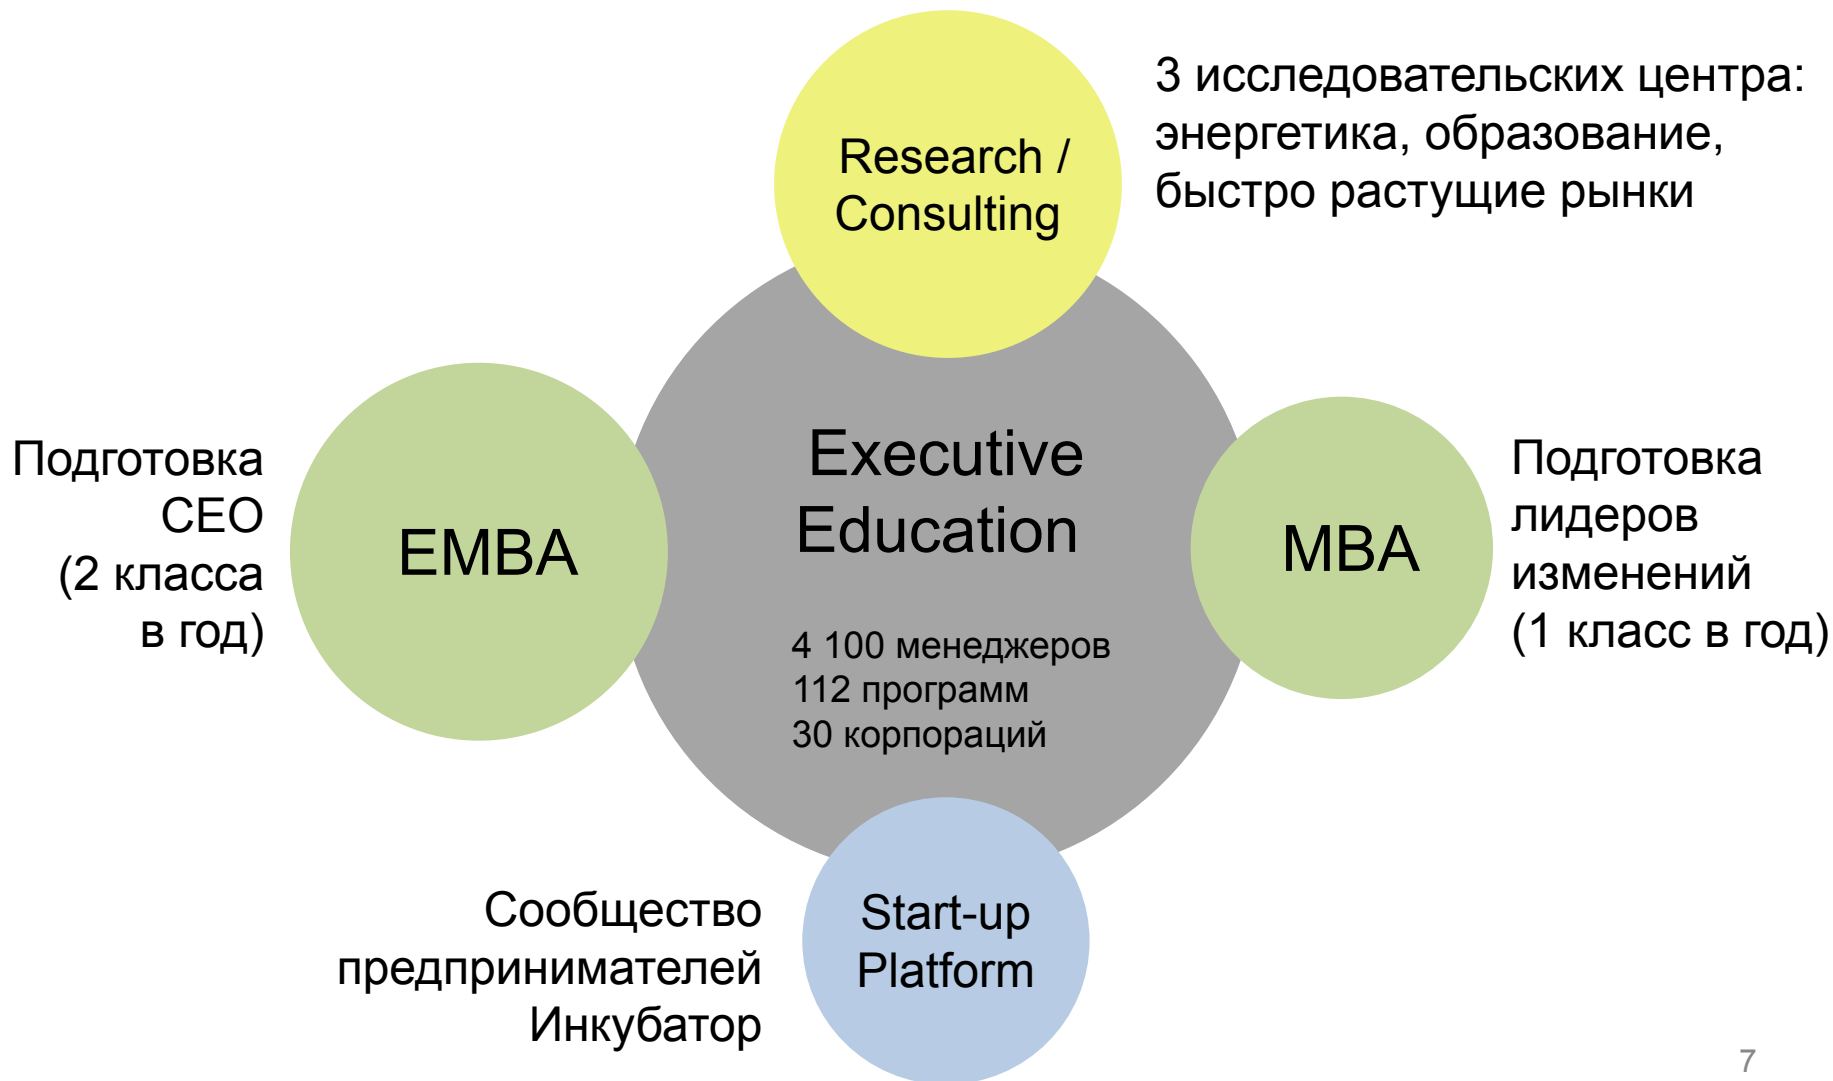 Research /
Consulting
3 исследовательских центра:
энергетика, образование,
быстро растущие рынки
Подготовка
CEO
(2 класса
в год)
EMBA
Executive
Education
4 100 менеджеров
112 программ
30 корпораций
MBA
Подготовка
лидеров
изменений
(1 класс в год)
Сообщество
предпринимателей
Инкубатор
Start-up
Platform
7